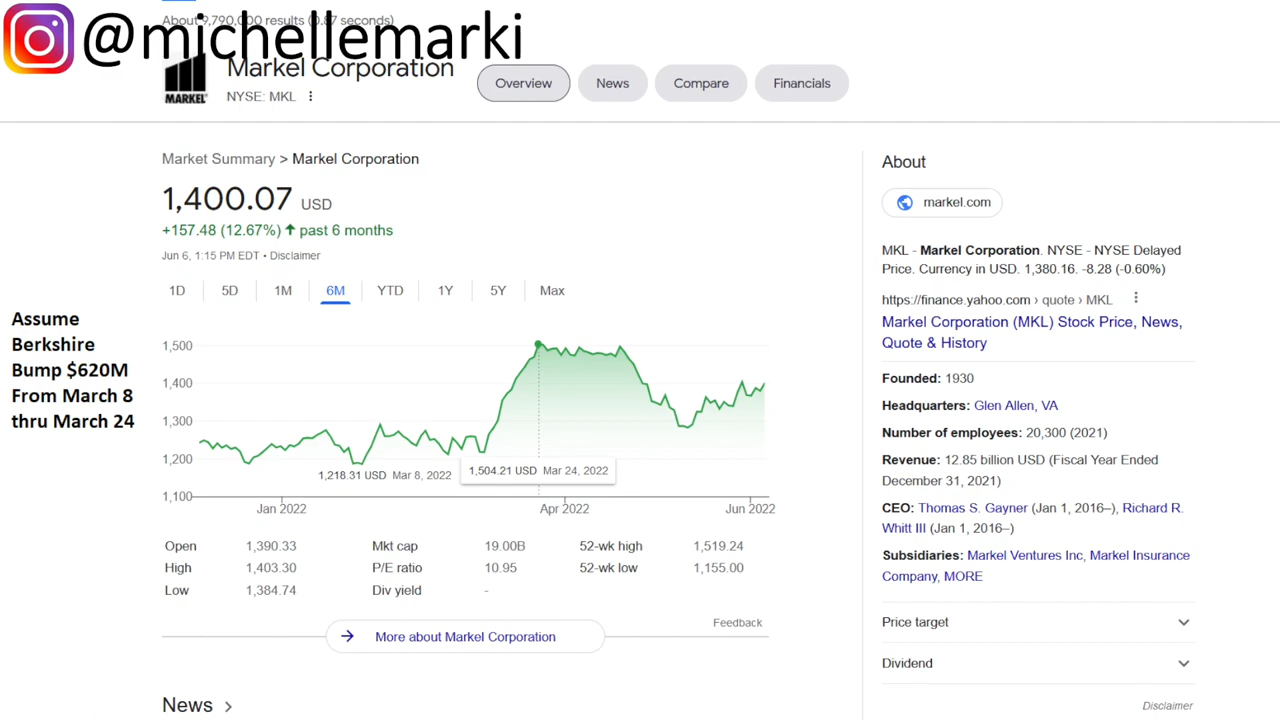 About 9,790,000 results (0.87 seconds)
@michellemarki
Markel Corporation
MARKEL
NYSE: MKL
Overview
News
Compare
Financials
Market Summary > Markel Corporation
1,400.07 USD
+157.48 (12.67%) past 6 months
Jun 6, 1:15 PM EDT • Disclaimer
1D
5D
1M
6M
YTD
1Y
5Y
Max
Assume
Berkshire
Bump $620M
From March 8
thru March 24
1,500
1,400
1,300
1,200
1,100
1,218.31 USD Mar 8, 2022
1,504.21 USD Mar 24, 2022
Jan 2022
Apr 2022
Jun 2022
Open 1,390.33 Mkt cap 19.00B 52-wk high 1,519.24
High 1,403.30 P/E ratio 10.95 52-wk low 1,155.00
Low 1,384.74 Div yield -
Feedback
More about Markel Corporation
News
About
markel.com
MKL - Markel Corporation. NYSE - NYSE Delayed
Price. Currency in USD. 1,380.16. -8.28 (-0.60%)
https://finance.yahoo.com › quote › MKL
Markel Corporation (MKL) Stock Price, News,
Quote & History
Founded: 1930
Headquarters: Glen Allen, VA
Number of employees: 20,300 (2021)
Revenue: 12.85 billion USD (Fiscal Year Ended
December 31, 2021)
CEO: Thomas S. Gayner (Jan 1, 2016–), Richard R.
Whitt III (Jan 1, 2016–)
Subsidiaries: Markel Ventures Inc, Markel Insurance
Company, MORE
Price target
Dividend
Disclaimer